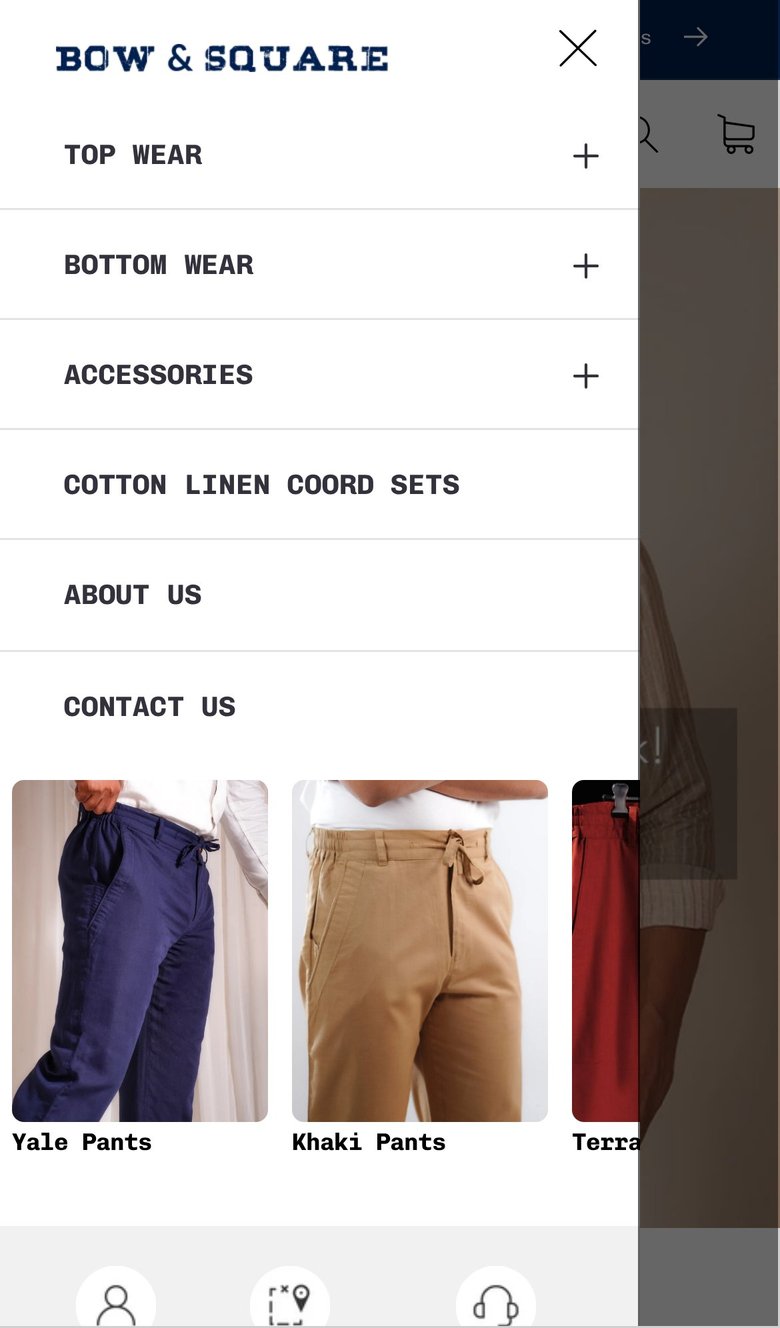 BOW & SQUARE
s
TOP WEAR
BOTTOM WEAR
ACCESSORIES
COTTON LINEN COORD SETS
ABOUT US
CONTACT US
k!
Yale Pants
Khaki Pants
Terra